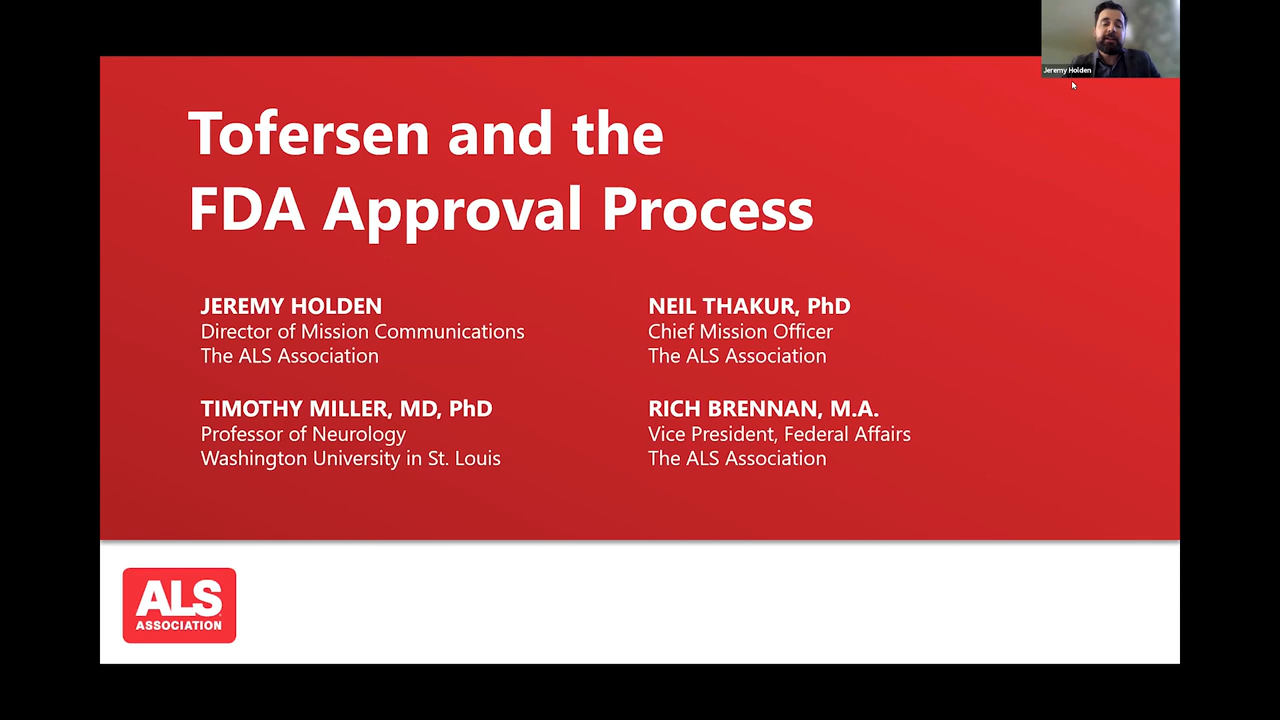 Jeremy Holden
Tofersen and the
FDA Approval Process
JEREMY HOLDEN
Director of Mission Communications
The ALS Association
NEIL THAKUR, PhD
Chief Mission Officer
The ALS Association
TIMOTHY MILLER, MD, PhD
Professor of Neurology
Washington University in St. Louis
RICH BRENNAN, M.A.
Vice President, Federal Affairs
The ALS Association
ALS
ASSOCIATION